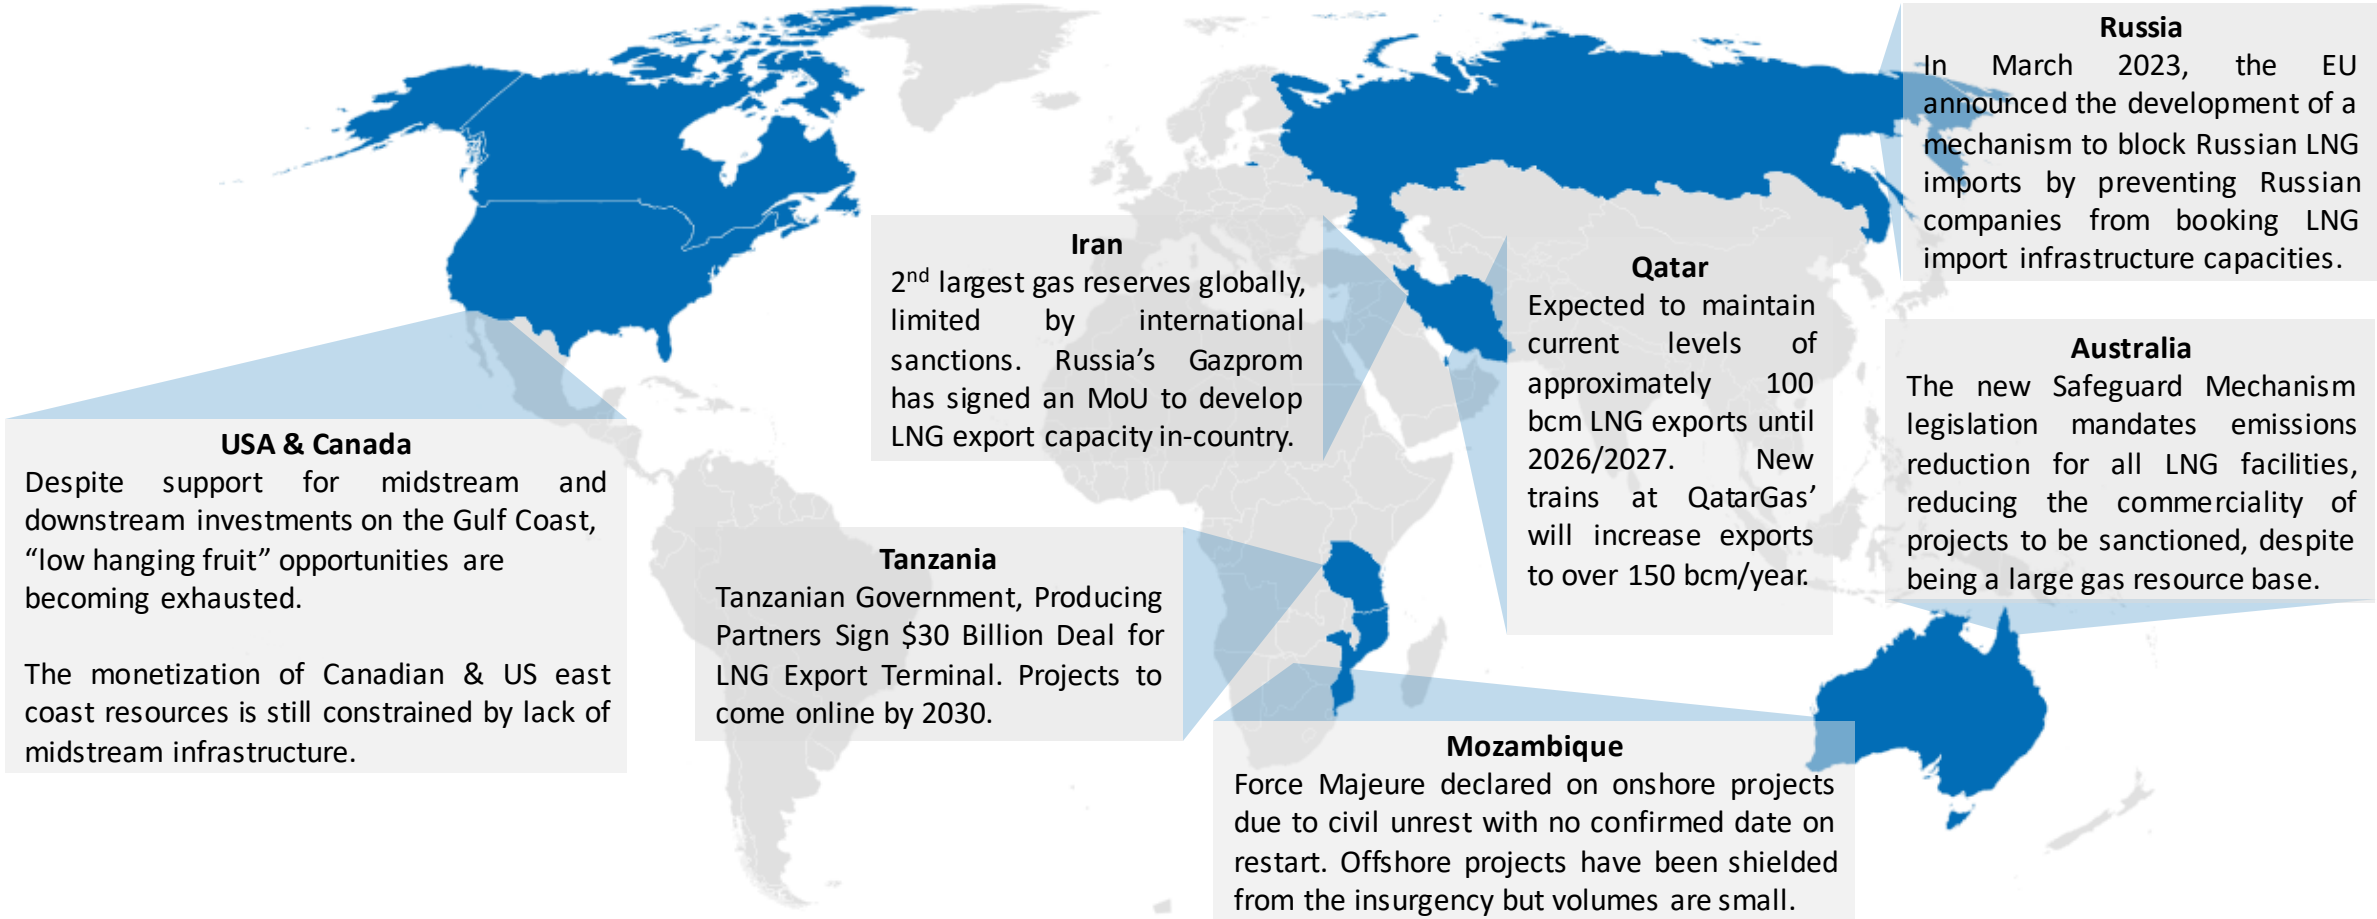 Russia
In March 2023, the EU
announced the development of a
mechanism to block Russian LNG
imports by preventing Russian
companies from booking LNG
import infrastructure capacities.
Iran
2nd largest gas reserves globally,
limited by international
sanctions. Russia’s Gazprom
has signed an MoU to develop
LNG export capacity in-country.
Qatar
Expected to maintain
current levels of
approximately 100
bcm LNG exports until
2026/2027. New
trains at QatarGas’
will increase exports
to over 150 bcm/year.
Australia
The new Safeguard Mechanism
legislation mandates emissions
reduction for all LNG facilities,
reducing the commerciality of
projects to be sanctioned, despite
being a large gas resource base.
USA & Canada
Despite support for midstream and
downstream investments on the Gulf Coast,
“low hanging fruit” opportunities are
becoming exhausted.
The monetization of Canadian & US east
coast resources is still constrained by lack of
midstream infrastructure.
Tanzania
Tanzanian Government, Producing
Partners Sign $30 Billion Deal for
LNG Export Terminal. Projects to
come online by 2030.
Mozambique
Force Majeure declared on onshore projects
due to civil unrest with no confirmed date on
restart. Offshore projects have been shielded
from the insurgency but volumes are small.